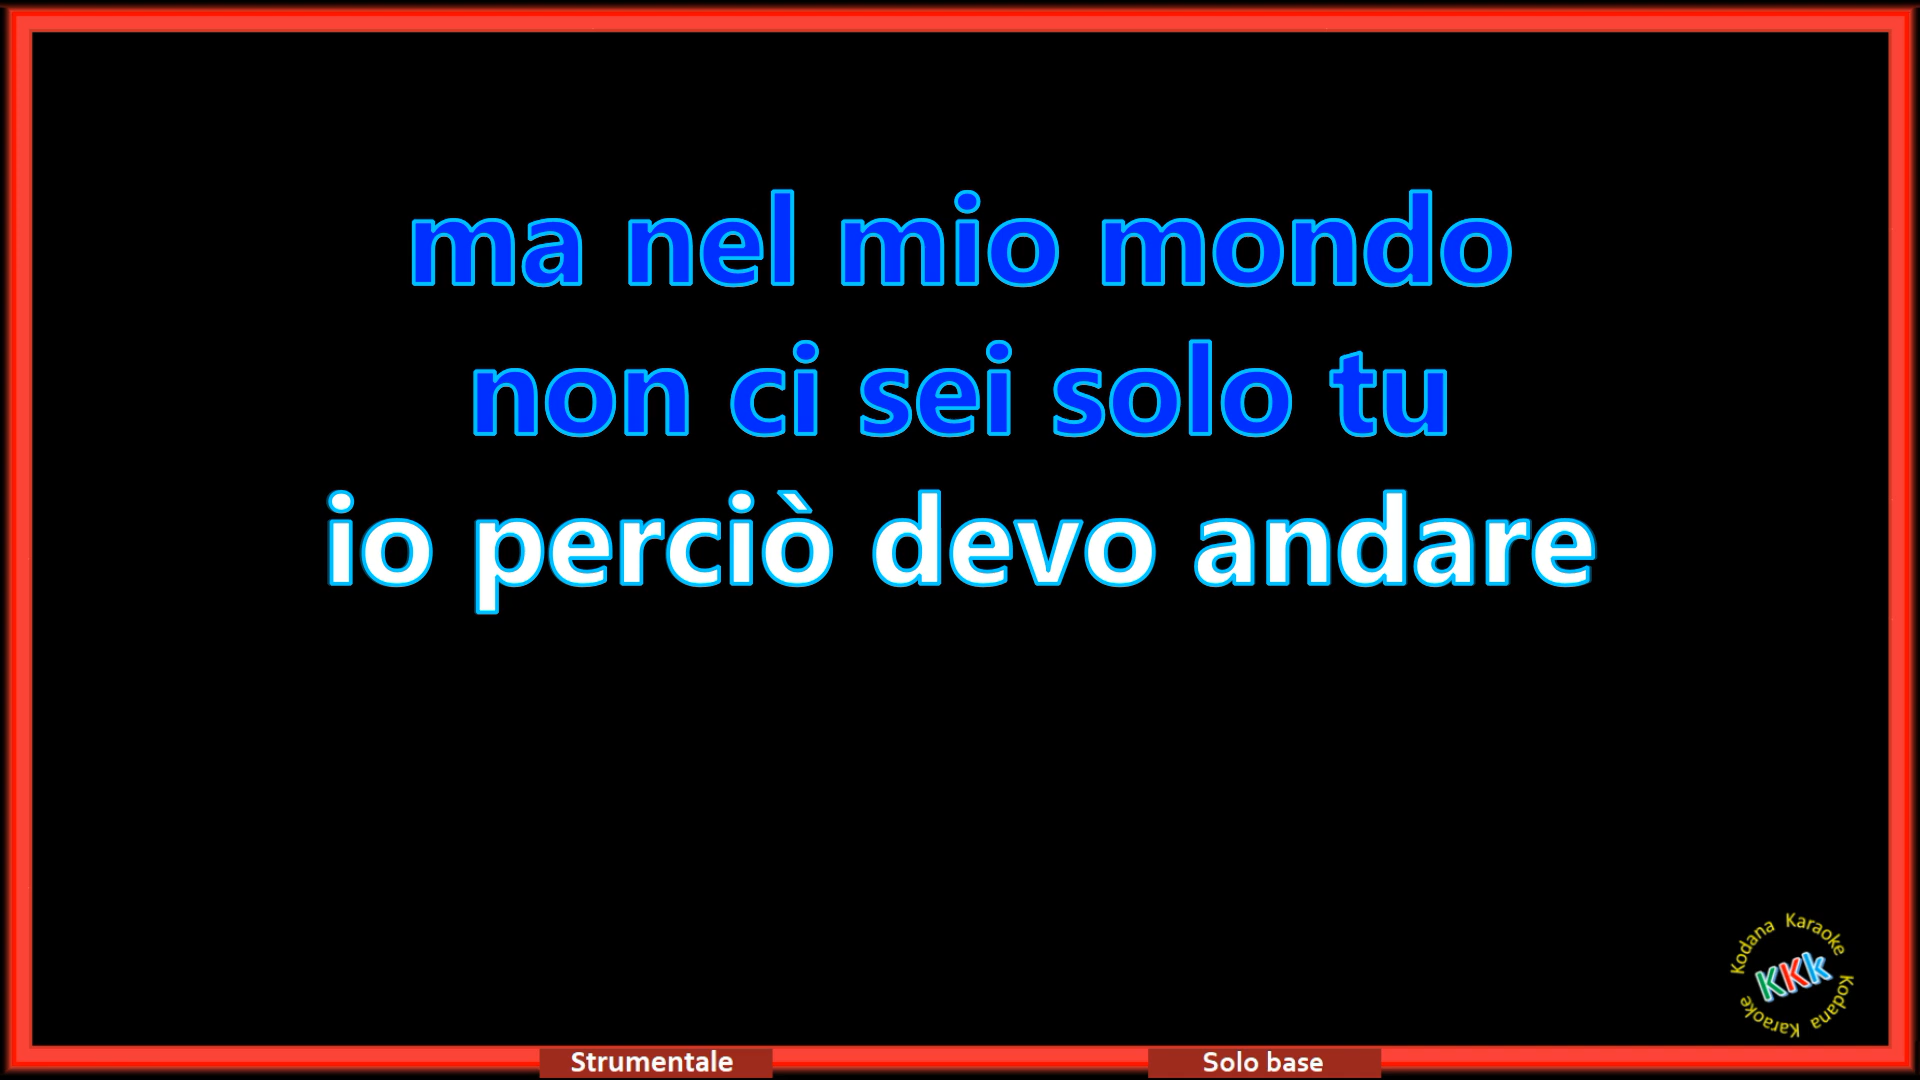 ma nel mio mondo
non ci sei solo tu
io perciò devo andare
Kodana Karaoke Kodana Karaoke
KKk
Strumentale
Solo base